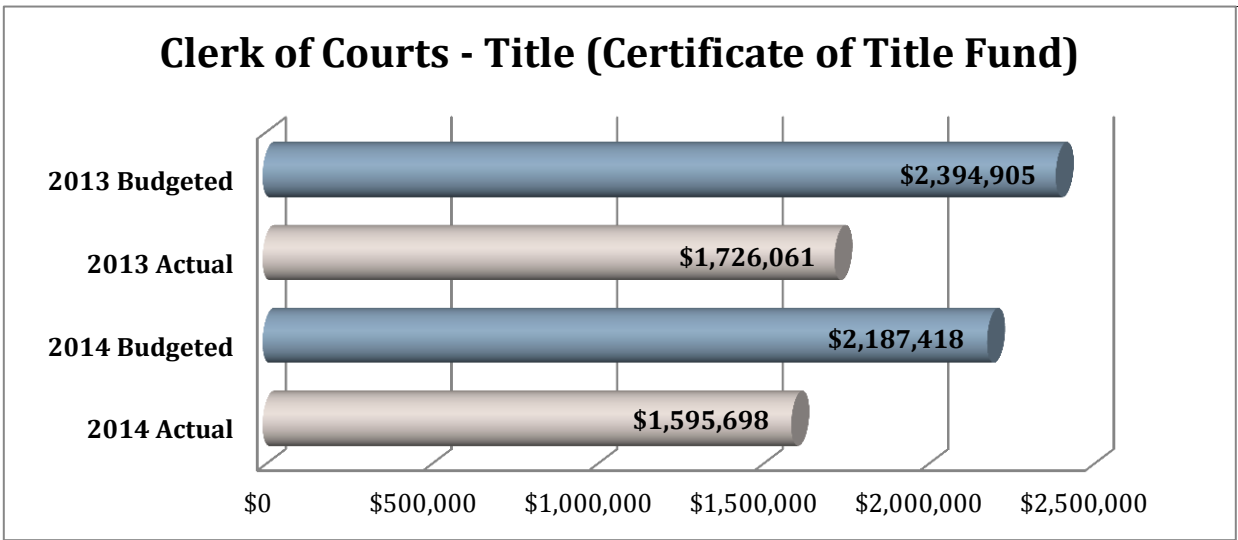 Clerk of Courts - Title (Certificate of Title Fund)
2013 Budgeted
$2,394,905
2013 Actual
$1,726,061
2014 Budgeted
$2,187,418
2014 Actual
$1,595,698
$0 $500,000 $1,000,000 $1,500,000 $2,000,000 $2,500,000